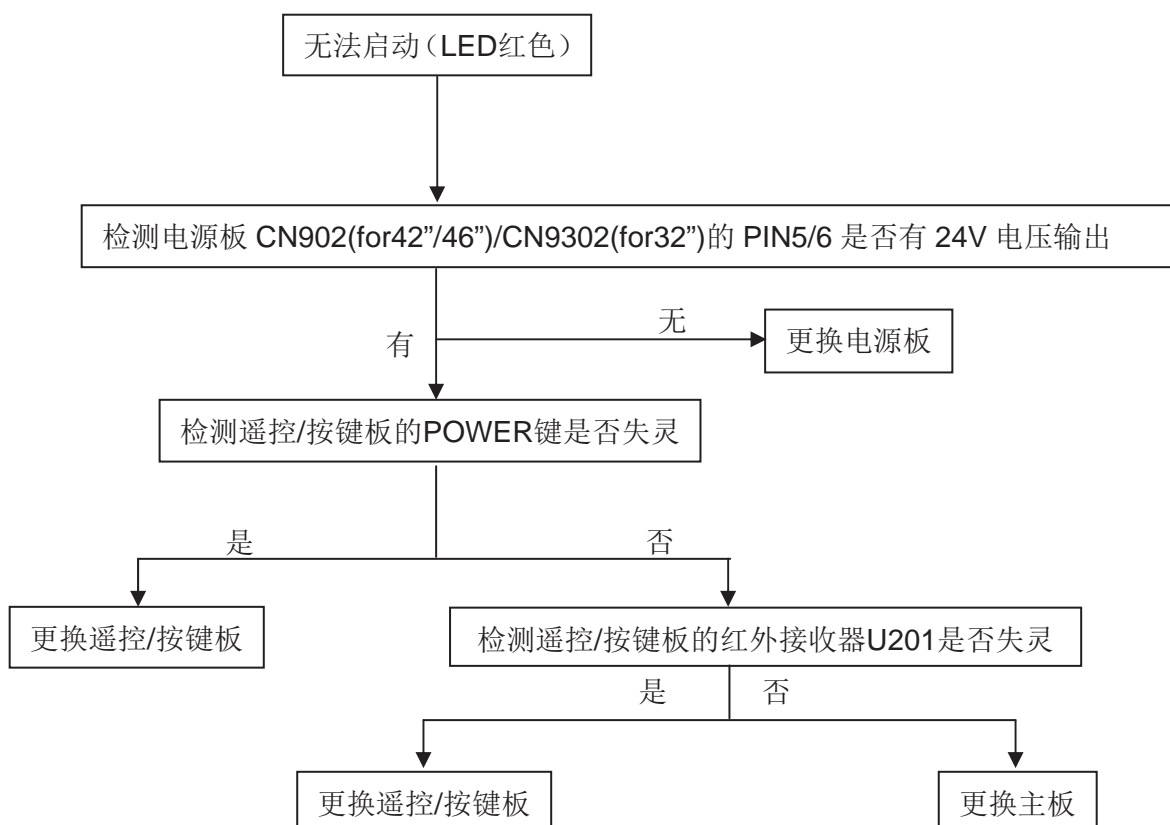 无法启动（LED红色）
检测电源板 CN902(for42”/46”)/CN9302(for32”)的 PIN5/6 是否有 24V 电压输出
无
有
更换电源板
检测遥控/按键板的POWER键是否失灵
是
否
更换遥控/按键板
检测遥控/按键板的红外接收器U201是否失灵
是
否
更换遥控/按键板
更换主板